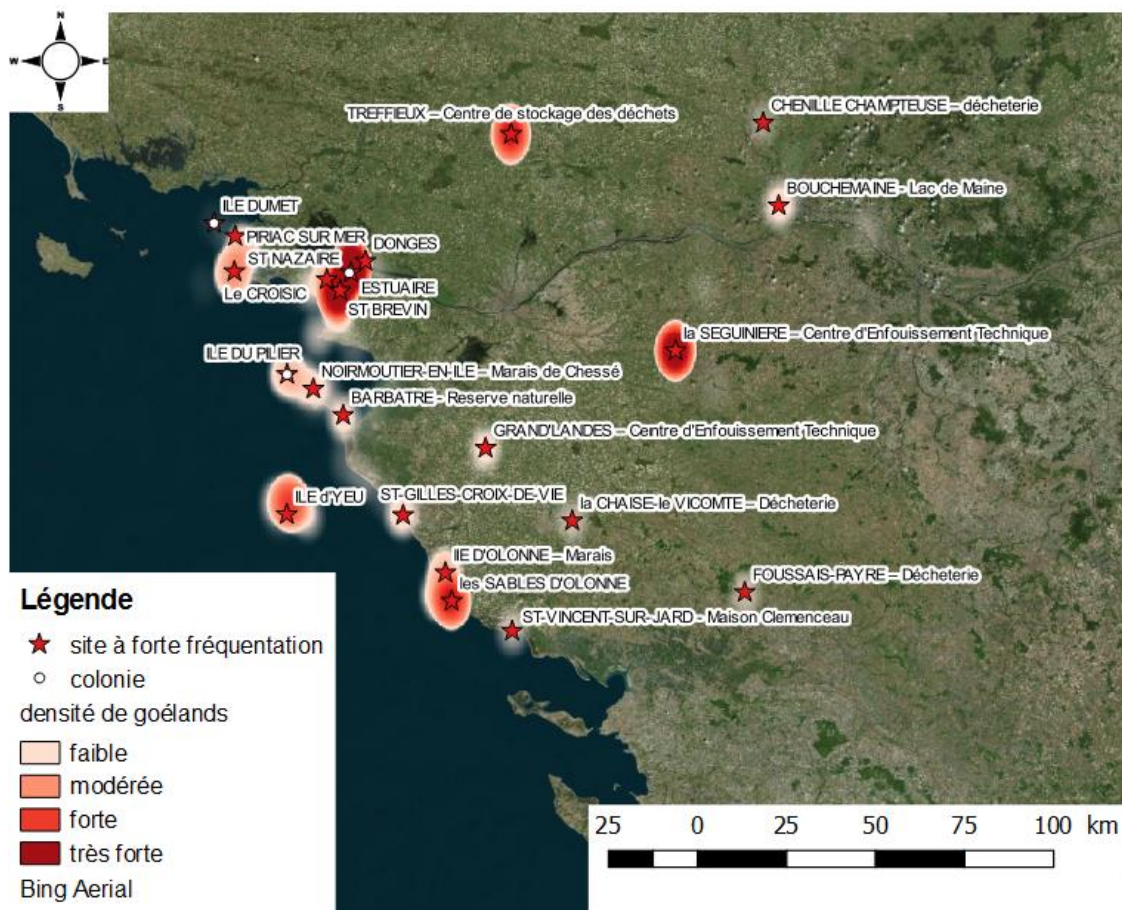 N
W E
S
TREFFIEUX – Centre de stockage des déchets
CHENILLE CHAMPTEUSE – décheterie
BOUCHEMAINE - Lac de Maine
ILE DUMET
PIRIAC SUR MER
DONGES
ST NAZAIRE
Le CROISIC
ESTUAIRE
ST BREVIN
la SEGUINIERE – Centre d'Enfouissement Technique
ILE DU PILIER
NOIRMOUTIER-EN-ILE – Marais de Chessé
BARBATRE - Reserve naturelle
GRAND'LANDES – Centre d'Enfouissement Technique
ILE d'YEU
ST-GILLES-CROIX-DE-VIE
la CHAISE-le VICOMTE – Décheterie
IIE D'OLONNE – Marais
les SABLES D'OLONNE
FOUSSAIS-PAYRE – Décheterie
ST-VINCENT-SUR-JARD - Maison Clemenceau
Légende
site à forte fréquentation
colonie
densité de goélands
faible
modérée
forte
très forte
Bing Aerial
25 0 25 50 75 100 km